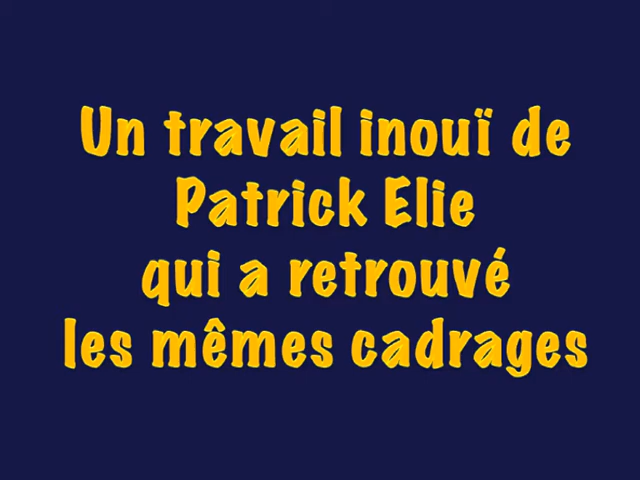 Un travail inouï de
Patrick Elie
qui a retrouvé
les mêmes cadrages